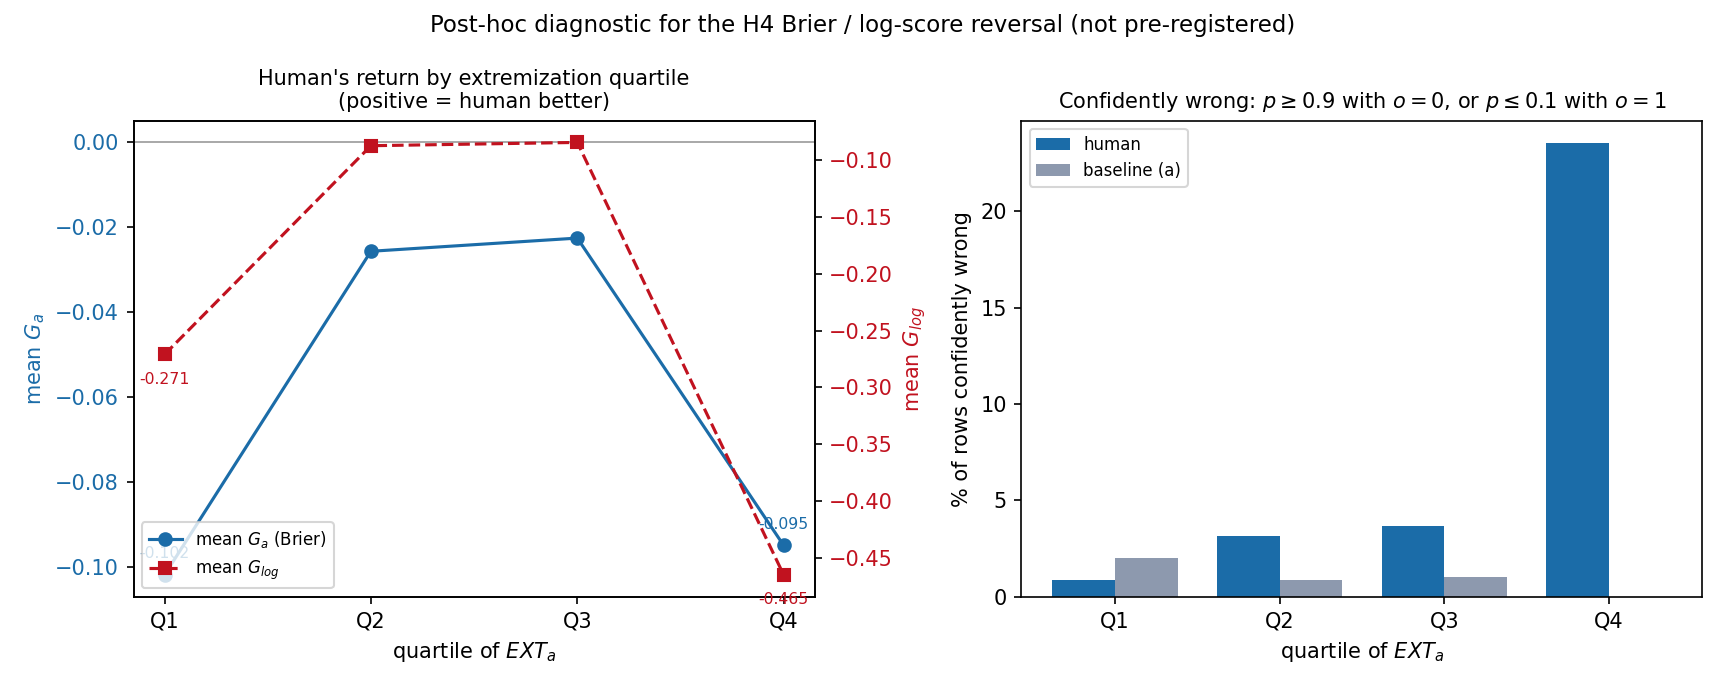 Post-hoc diagnostic for the H4 Brier / log-score reversal (not pre-registered)
Human's return by extremization quartile
(positive = human better)
0.00
−0.02
−0.04
−0.06
−0.08
−0.10
mean G_a
−0.10
−0.15
−0.20
−0.25
−0.30
−0.35
−0.40
−0.45
mean G_log
-0.271
-0.102
-0.095
-0.465
mean G_a (Brier)
mean G_log
Q1
Q2
Q3
Q4
quartile of EXT_a
Confidently wrong: p ≥ 0.9 with o = 0, or p ≤ 0.1 with o = 1
human
baseline (a)
20
15
10
5
0
% of rows confidently wrong
Q1
Q2
Q3
Q4
quartile of EXT_a